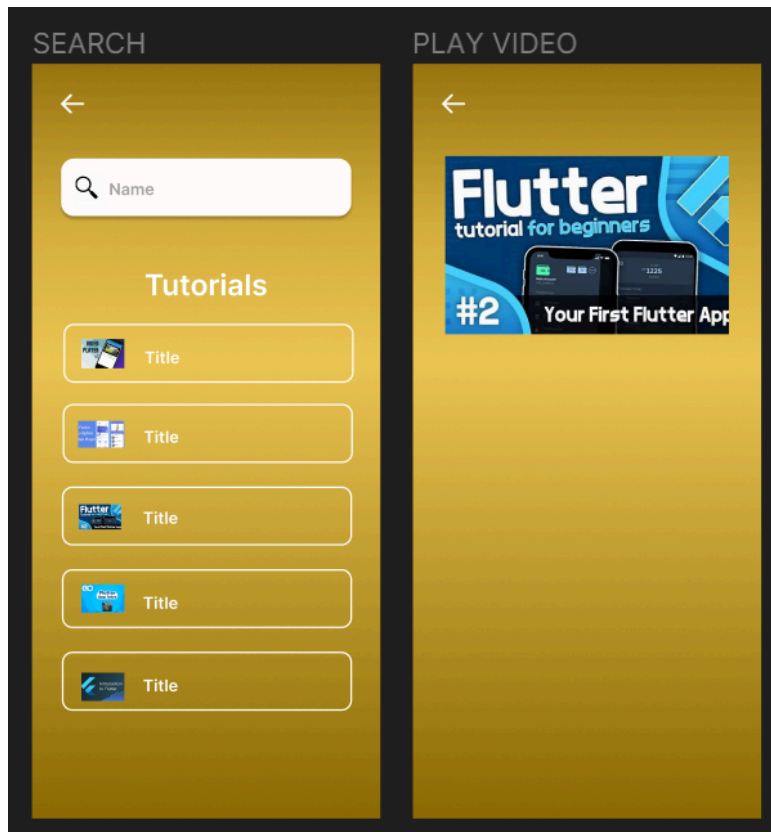 SEARCH
PLAY VIDEO
Name
Tutorials
Title
Title
Flutter
Title
Title
Title
Flutter
tutorial for beginners
#2
Your First Flutter App